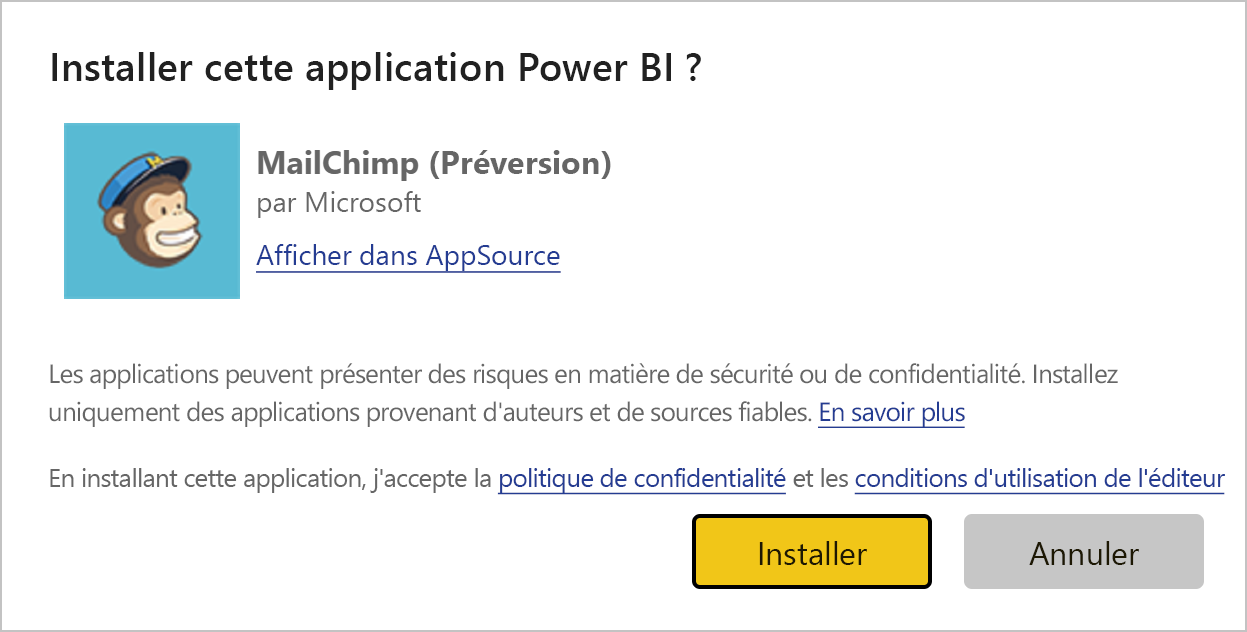 Installer cette application Power BI ?
MailChimp (Préversion)
par Microsoft
Afficher dans AppSource
Les applications peuvent présenter des risques en matière de sécurité ou de confidentialité. Installez
uniquement des applications provenant d'auteurs et de sources fiables. En savoir plus
En installant cette application, j'accepte la politique de confidentialité et les conditions d'utilisation de l'éditeur
Installer
Annuler